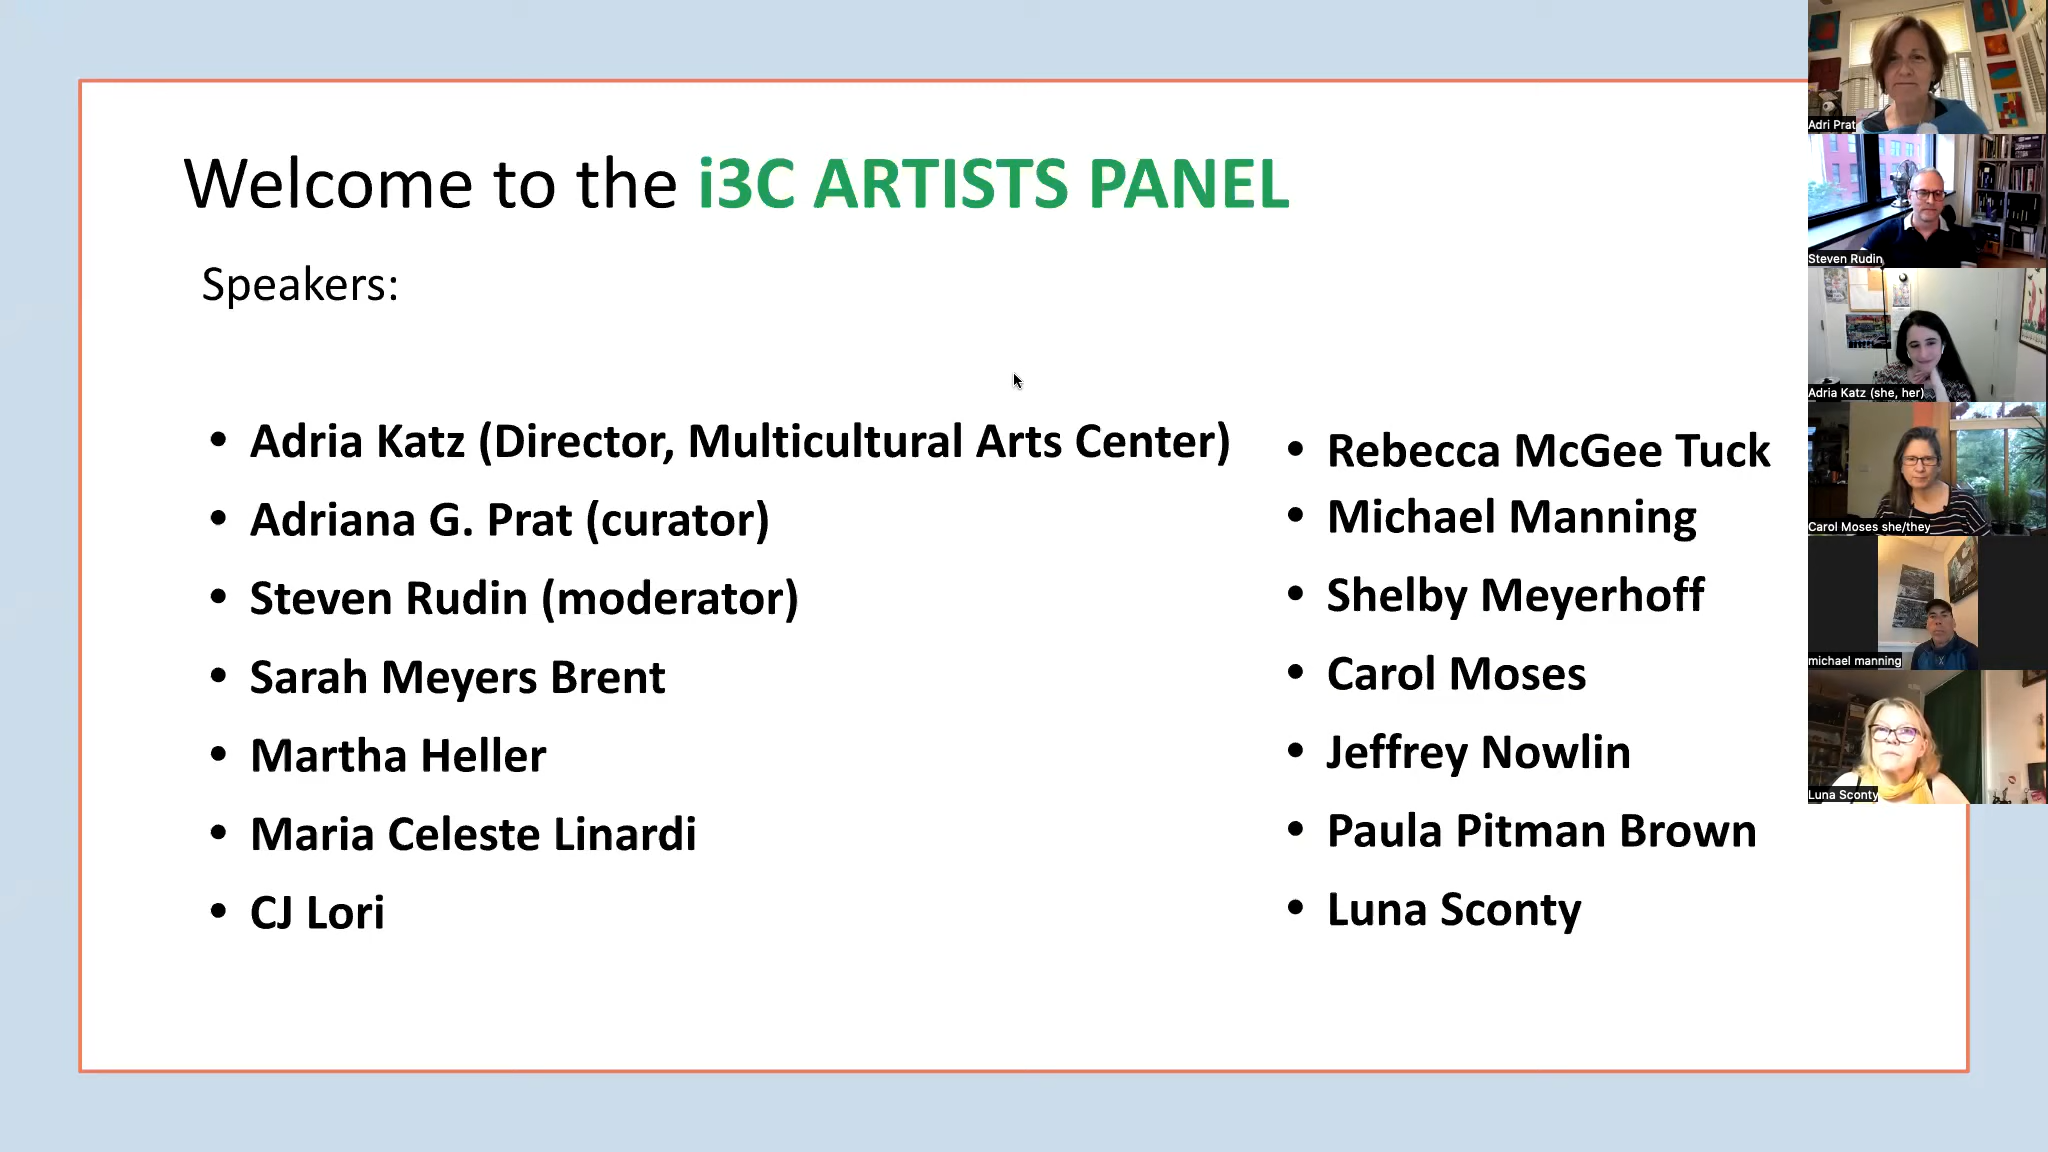 Welcome to the i3C ARTISTS PANEL
Speakers:
• Adria Katz (Director, Multicultural Arts Center)
• Adriana G. Prat (curator)
• Steven Rudin (moderator)
• Sarah Meyers Brent
• Martha Heller
• Maria Celeste Linardi
• CJ Lori
• Rebecca McGee Tuck
• Michael Manning
• Shelby Meyerhoff
• Carol Moses
• Jeffrey Nowlin
• Paula Pitman Brown
• Luna Sconty
Adri Prat
Steven Rudin
Adria Katz (she, her)
Carol Moses she/they
michael manning
Luna Sconty